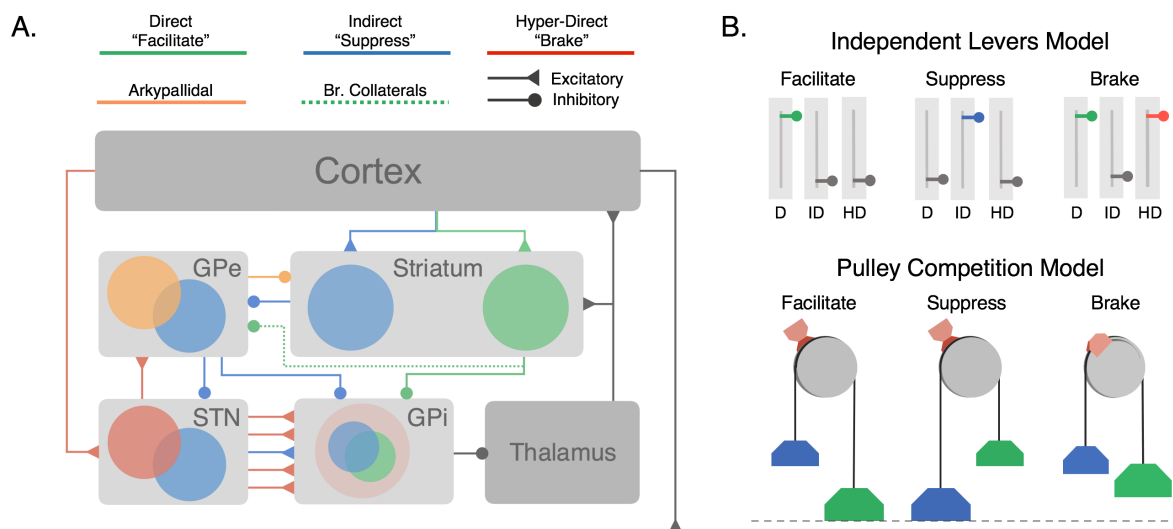 A.
Direct
"Facilitate"
Indirect
"Suppress"
Hyper-Direct
"Brake"
Arkypallidal
Br. Collaterals
Excitatory
Inhibitory
Cortex
GPe
Striatum
STN
GPi
Thalamus
B.
Independent Levers Model
Facilitate
Suppress
Brake
D ID HD
D ID HD
D ID HD
Pulley Competition Model
Facilitate
Suppress
Brake